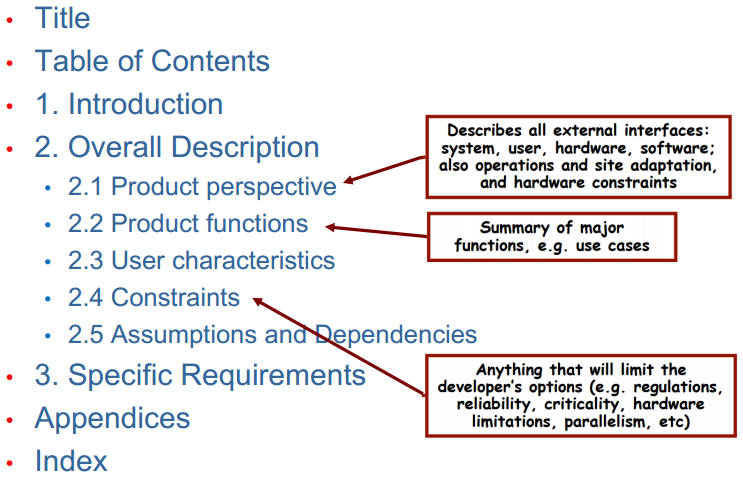 Title
Table of Contents
1. Introduction
2. Overall Description
2.1 Product perspective
2.2 Product functions
2.3 User characteristics
2.4 Constraints
2.5 Assumptions and Dependencies
3. Specific Requirements
Appendices
Index
Describes all external interfaces:
system, user, hardware, software;
also operations and site adaptation,
and hardware constraints
Summary of major
functions, e.g. use cases
Anything that will limit the
developer's options (e.g. regulations,
reliability, criticality, hardware
limitations, parallelism, etc)